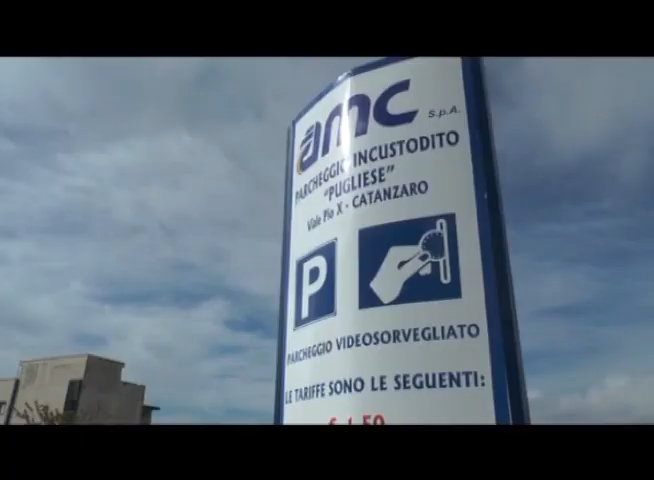 amc S.p.A.
PARCHEGGIO INCUSTODITO
"PUGLIESE"
Viale Pio X - CATANZARO
P
PARCHEGGIO VIDEOSORVEGLIATO
LE TARIFFE SONO LE SEGUENTI: